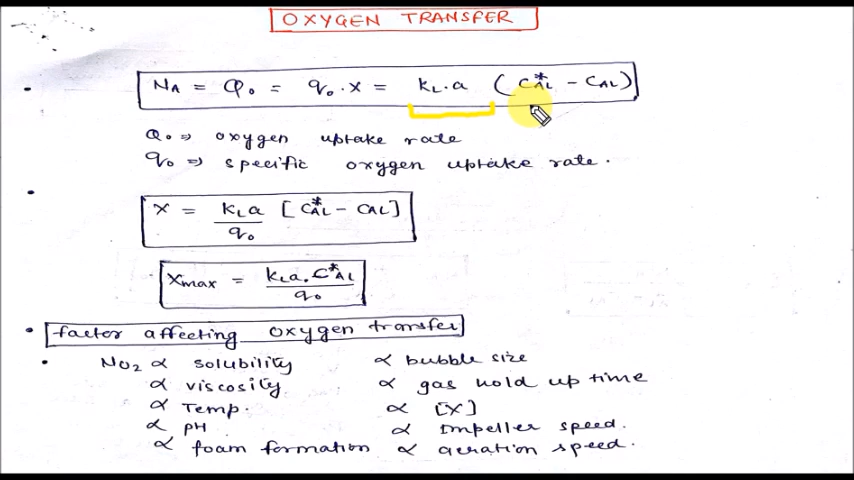 OXYGEN TRANSFER
NA = Q0 = q0 . X = kL . a (C*AL - CAL)
Q0 => oxygen uptake rate
q0 => specific oxygen uptake rate.
X = kLa / q0 [C*AL - CAL]
Xmax = kLa . C*AL / q0
factor affecting oxygen transfer
NO2 ∝ solubility ∝ bubble size
∝ viscosity ∝ gas hold up time
∝ Temp. ∝ [X]
∝ PH ∝ Impeller speed.
∝ foam formation ∝ aeration speed.